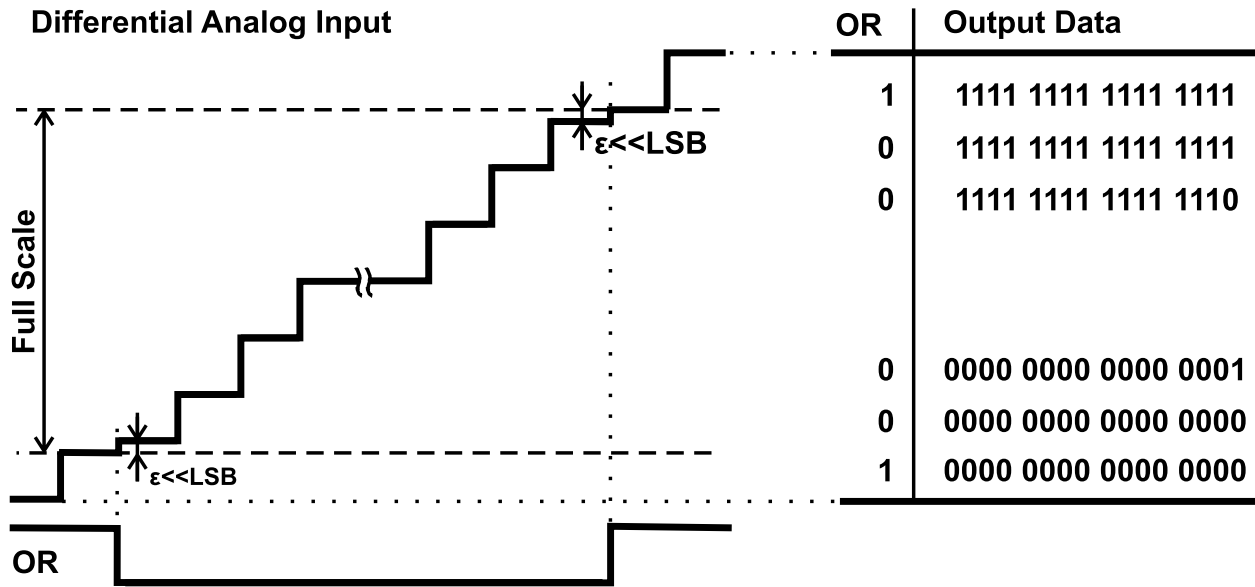 Differential Analog Input
OR Output Data
1 1111 1111 1111 1111
0 1111 1111 1111 1111
0 1111 1111 1111 1110
ε<<LSB
Full Scale
0 0000 0000 0000 0001
0 0000 0000 0000 0000
1 0000 0000 0000 0000
ε<<LSB
OR